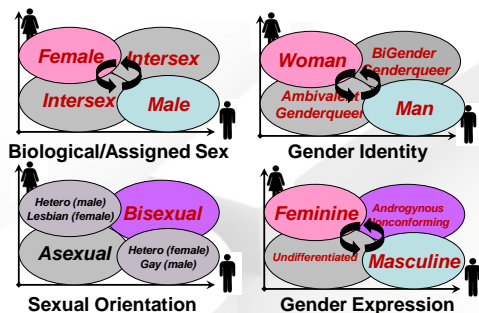 Female
Intersex
Intersex
Male
Biological/Assigned Sex
Woman
BiGender
Genderqueer
Ambivalent
Genderqueer
Man
Gender Identity
Hetero (male)
Lesbian (female)
Bisexual
Asexual
Hetero (female)
Gay (male)
Sexual Orientation
Feminine
Androgynous
Nonconforming
Undifferentiated
Masculine
Gender Expression